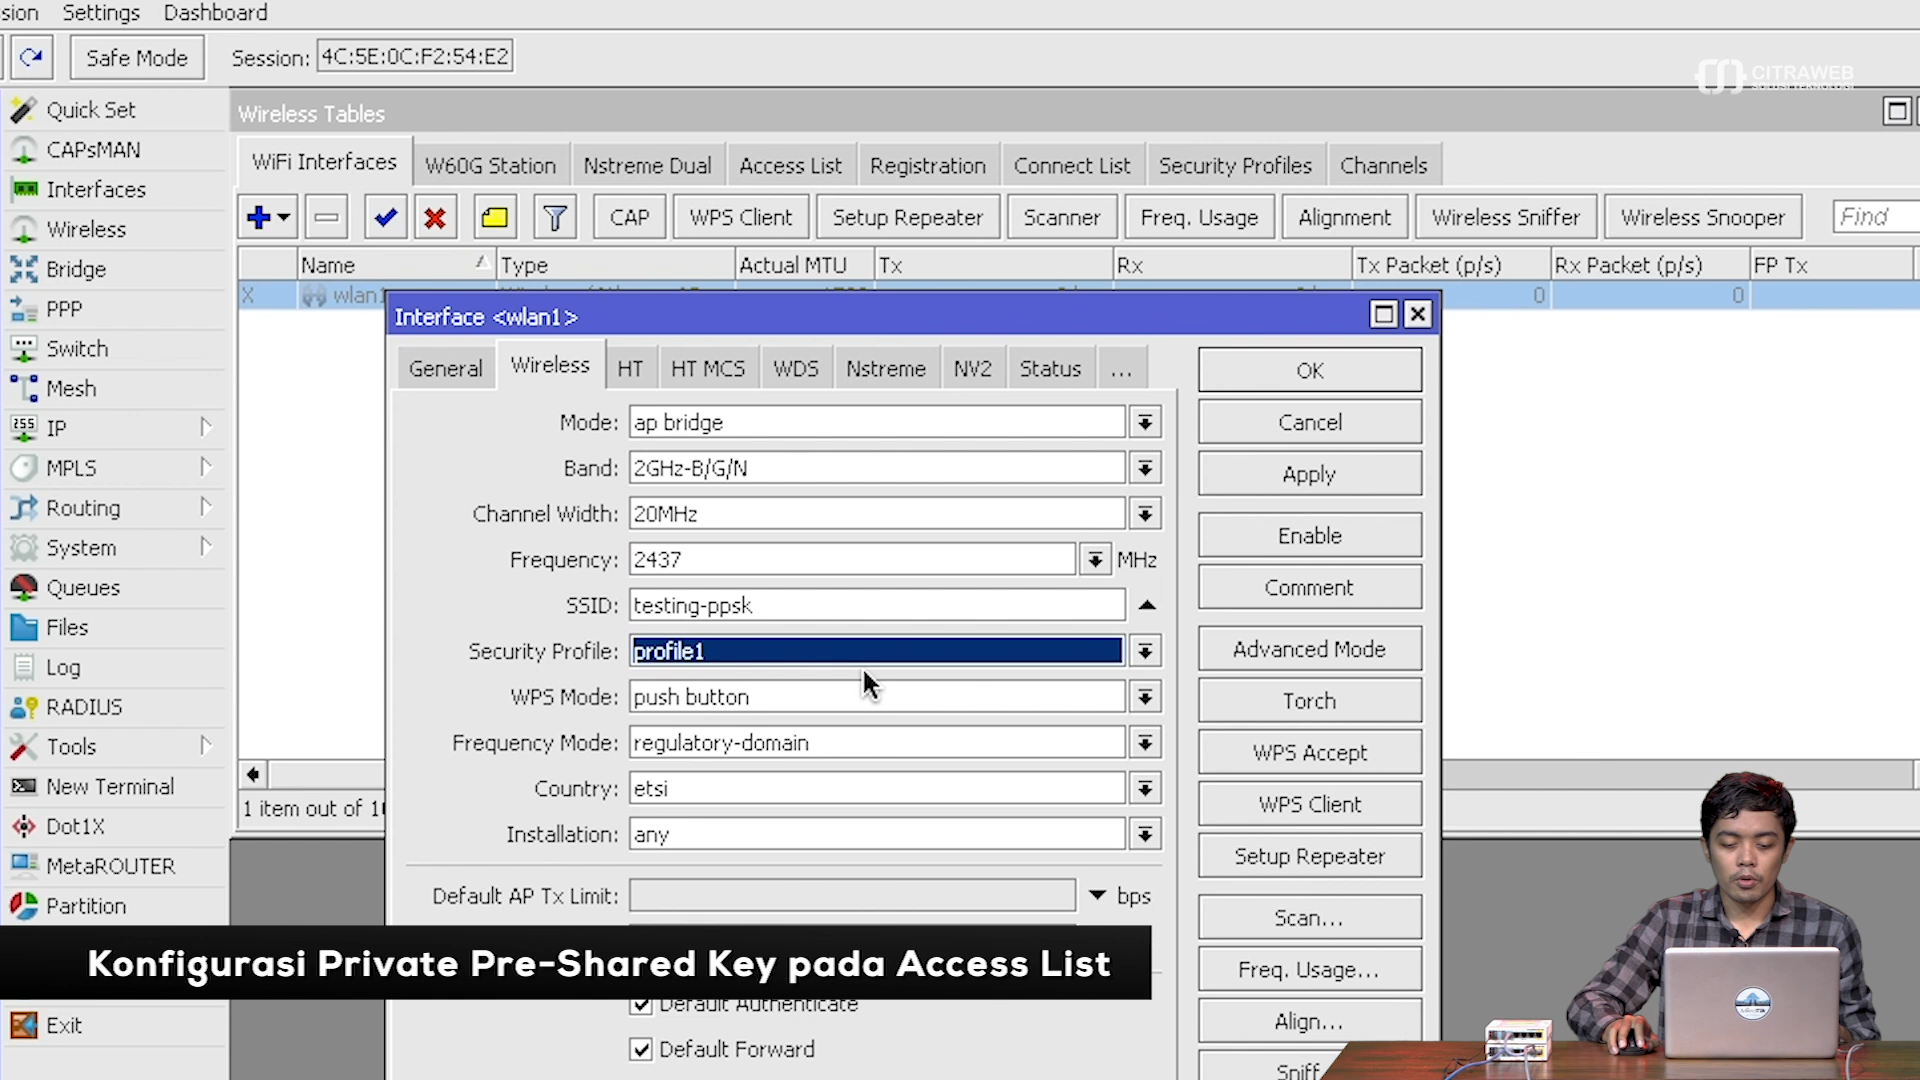 sion Settings Dashboard
Safe Mode Session: 4C:5E:0C:F2:54:E2
CITRAWEB
SOLUSI TEKNOLOGI
Quick Set
CAPsMAN
Interfaces
Wireless
Bridge
PPP
Switch
Mesh
IP
MPLS
Routing
System
Queues
Files
Log
RADIUS
Tools
New Terminal
Dot1X
MetaROUTER
Partition
Exit
Wireless Tables
WiFi Interfaces W60G Station Nstreme Dual Access List Registration Connect List Security Profiles Channels
CAP WPS Client Setup Repeater Scanner Freq. Usage Alignment Wireless Sniffer Wireless Snooper Find
Name Type Actual MTU Tx Rx Tx Packet (p/s) Rx Packet (p/s) FP Tx
X wlan1 0 0
1 item out of 1
Interface <wlan1>
General Wireless HT HT MCS WDS Nstreme NV2 Status ...
Mode: ap bridge
Band: 2GHz-B/G/N
Channel Width: 20MHz
Frequency: 2437 MHz
SSID: testing-ppsk
Security Profile: profile1
WPS Mode: push button
Frequency Mode: regulatory-domain
Country: etsi
Installation: any
Default AP Tx Limit: bps
Default Authenticate
Default Forward
OK
Cancel
Apply
Enable
Comment
Advanced Mode
Torch
WPS Accept
WPS Client
Setup Repeater
Scan...
Freq. Usage...
Align...
Sniff
Konfigurasi Private Pre-Shared Key pada Access List